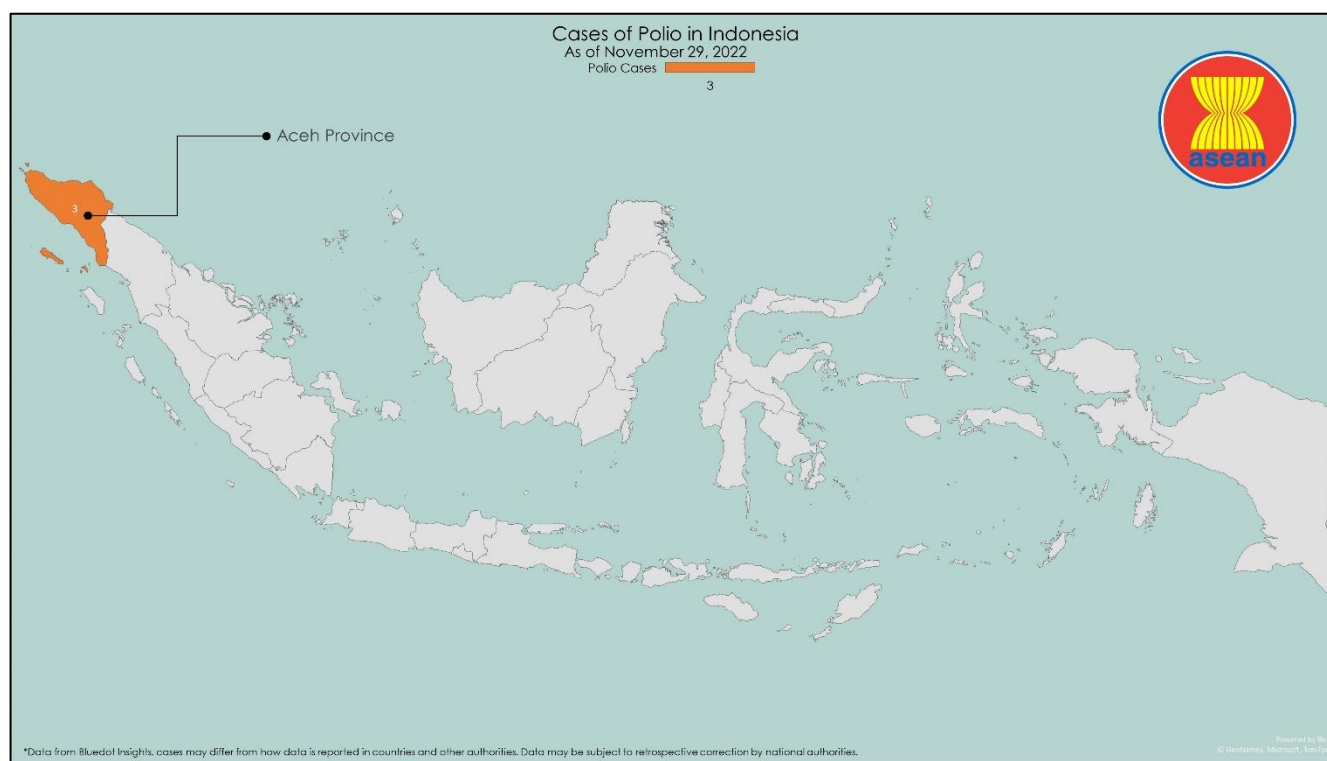 Cases of Polio in Indonesia
As of November 29, 2022
Polio Cases
3
Aceh Province
3
asean
*Data from Bluedot Insights, cases may differ from how data is reported in countries and other authorities. Data may be subject to retrospective correction by national authorities.
Powered by
© GeoNames, Microsoft,